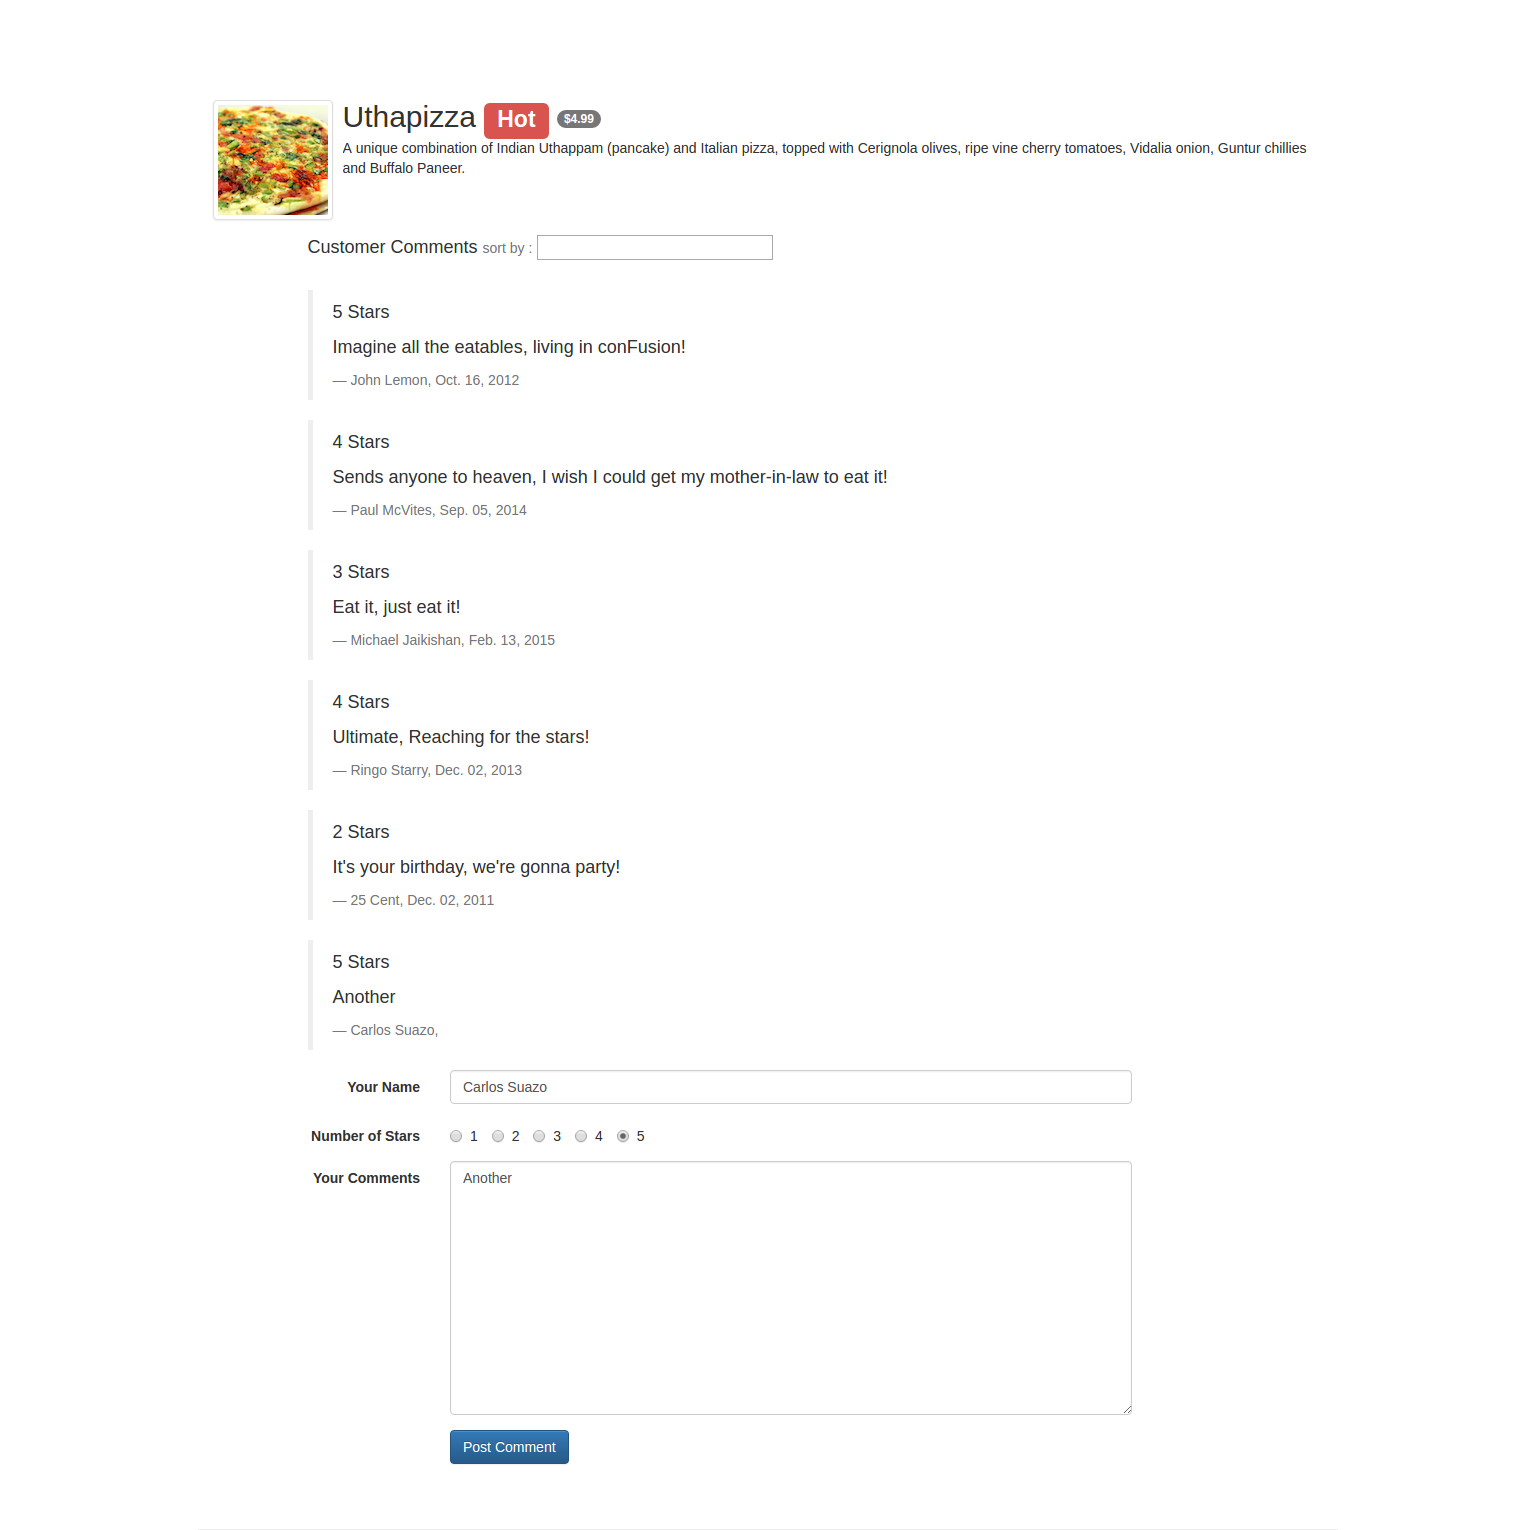 Uthapizza Hot $4.99
A unique combination of Indian Uthappam (pancake) and Italian pizza, topped with Cerignola olives, ripe vine cherry tomatoes, Vidalia onion, Guntur chillies
and Buffalo Paneer.
Customer Comments sort by :
5 Stars
Imagine all the eatables, living in conFusion!
— John Lemon, Oct. 16, 2012
4 Stars
Sends anyone to heaven, I wish I could get my mother-in-law to eat it!
— Paul McVites, Sep. 05, 2014
3 Stars
Eat it, just eat it!
— Michael Jaikishan, Feb. 13, 2015
4 Stars
Ultimate, Reaching for the stars!
— Ringo Starry, Dec. 02, 2013
2 Stars
It's your birthday, we're gonna party!
— 25 Cent, Dec. 02, 2011
5 Stars
Another
— Carlos Suazo,
Your Name Carlos Suazo
Number of Stars 1 2 3 4 5
Your Comments Another
Post Comment